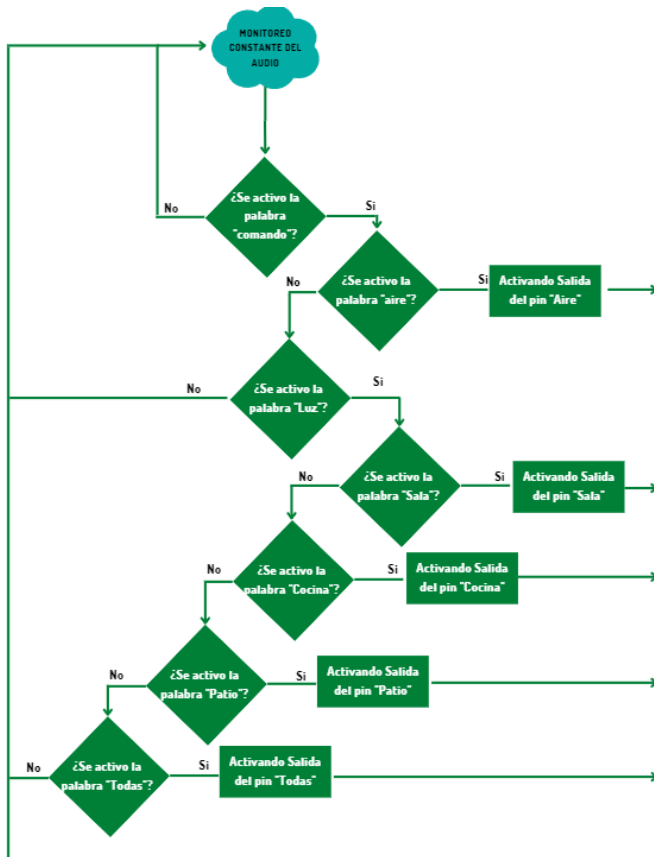 MONITOREO
CONSTANTE DEL
AUDIO
¿Se activo la
palabra
"comando"?
No
Si
¿Se activo la
palabra "aire"?
Si
Activando Salida
del pin "Aire"
No
¿Se activo la
palabra "Luz"?
No
Si
¿Se activo la
palabra "Sala"?
Si
Activando Salida
del pin "Sala"
No
¿Se activo la
palabra "Cocina"?
Si
Activando Salida
del pin "Cocina"
No
¿Se activo la
palabra "Patio"?
Si
Activando Salida
del pin "Patio"
No
¿Se activo la
palabra "Todas"?
No
Si
Activando Salida
del pin "Todas"